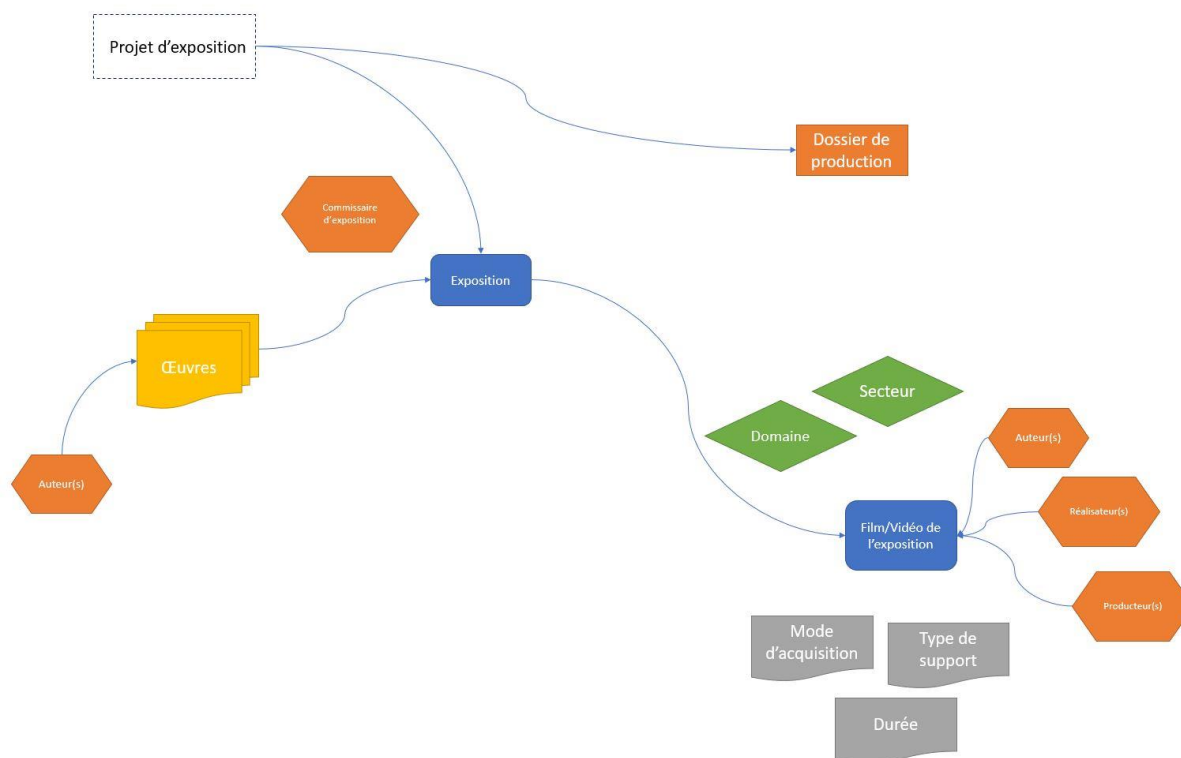 Projet d’exposition
Dossier de
production
Commissaire
d’exposition
Exposition
Œuvres
Secteur
Domaine
Auteur(s)
Auteur(s)
Réalisateur(s)
Film/Vidéo de
l’exposition
Producteur(s)
Mode
d’acquisition
Type de
support
Durée